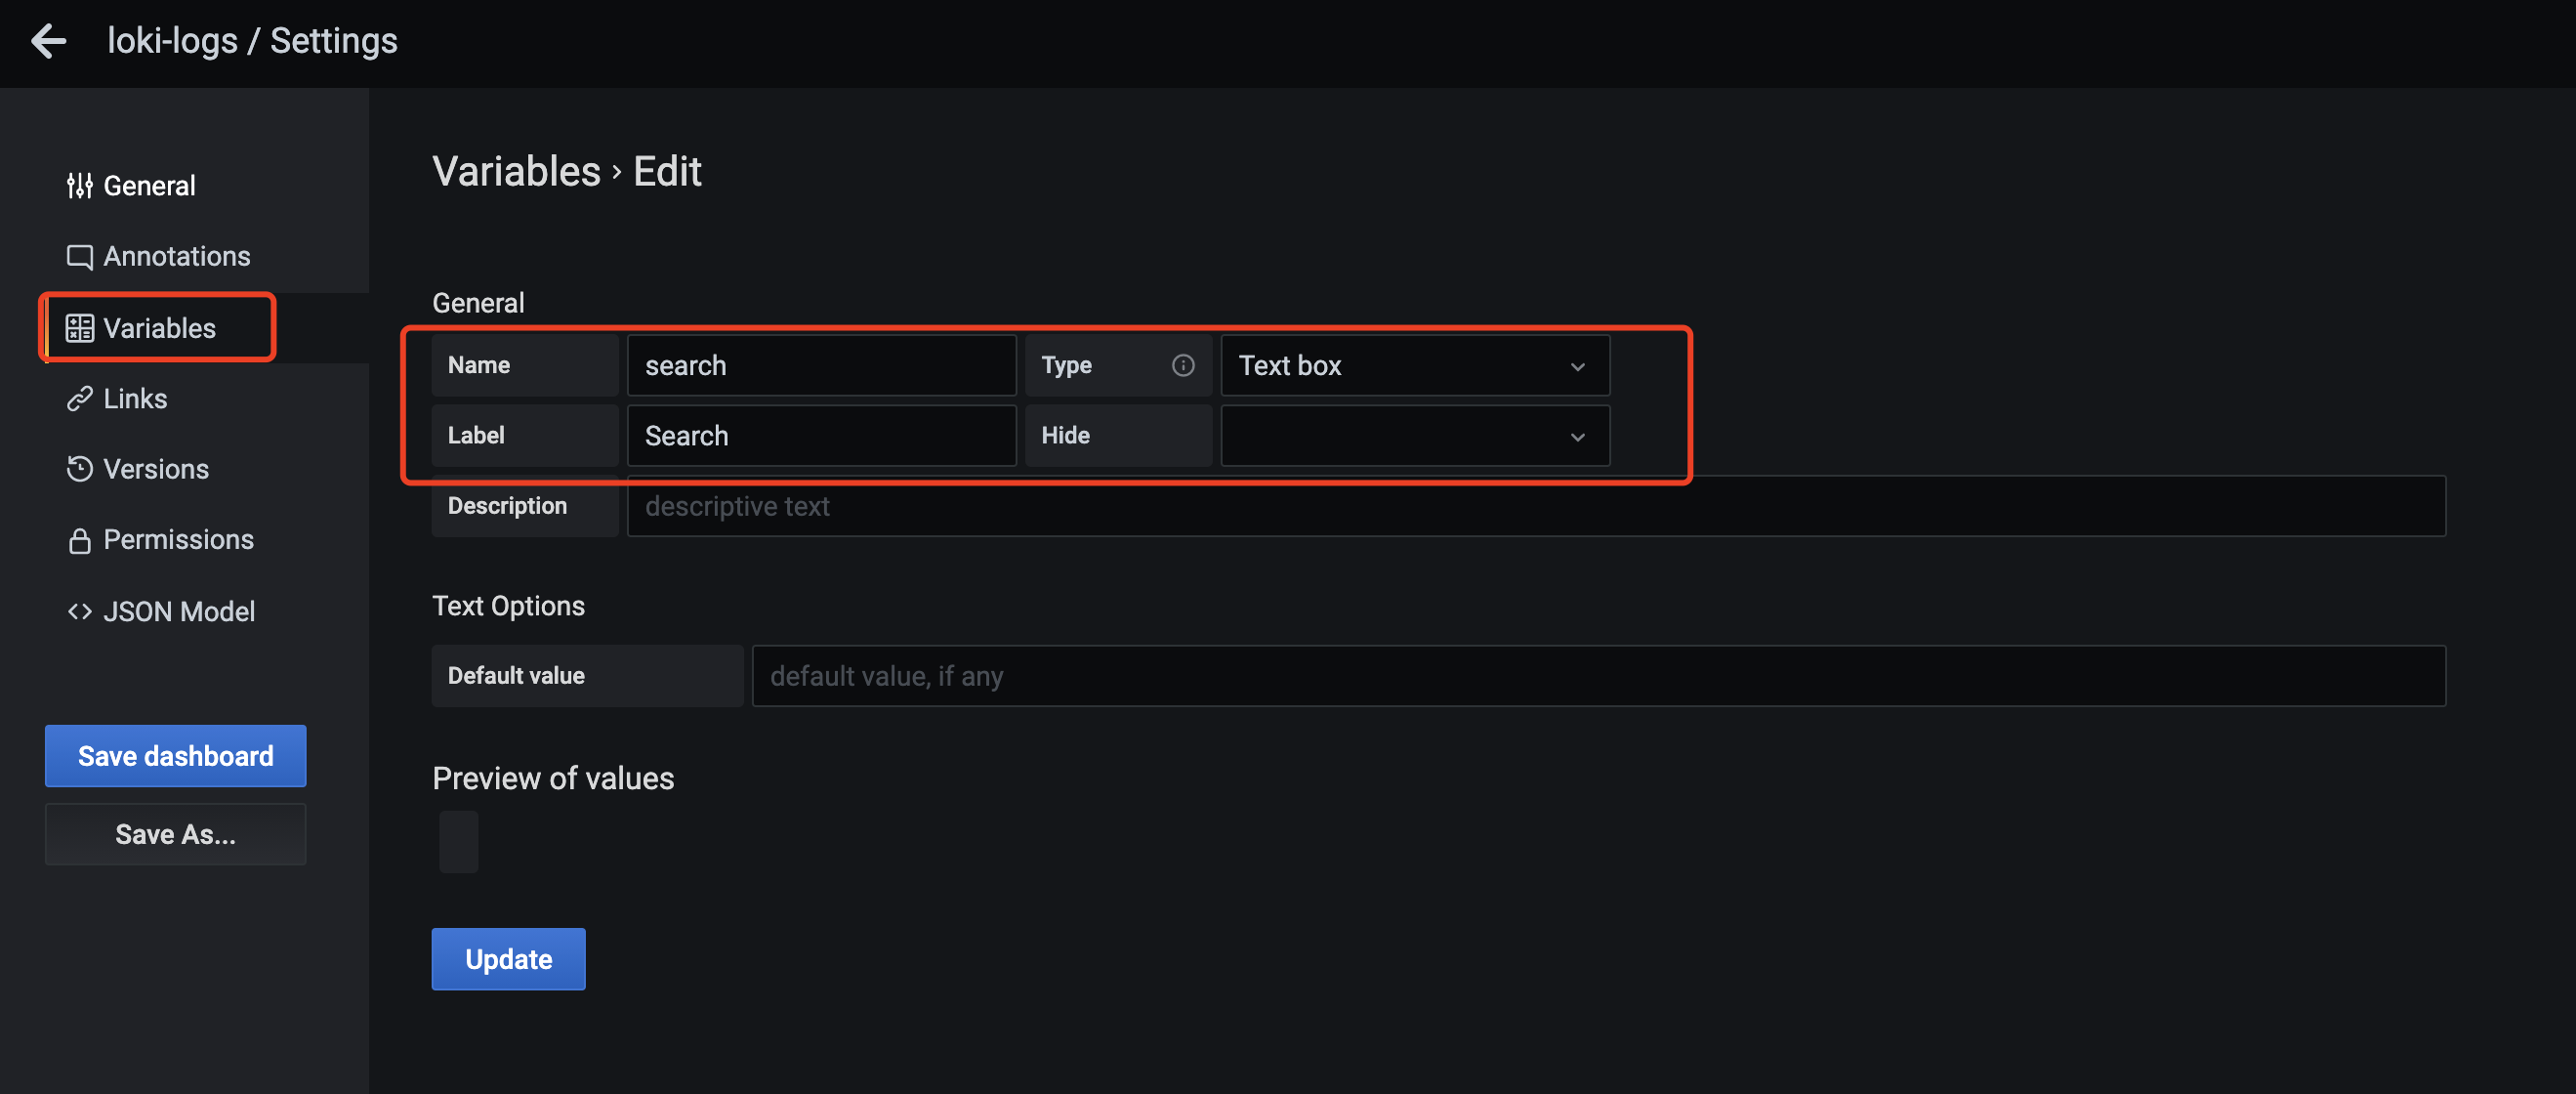 loki-logs / Settings
General
Annotations
Variables
Links
Versions
Permissions
JSON Model
Save dashboard
Save As...
Variables › Edit
General
Name search Type Text box
Label Search Hide
Description descriptive text
Text Options
Default value default value, if any
Preview of values
Update